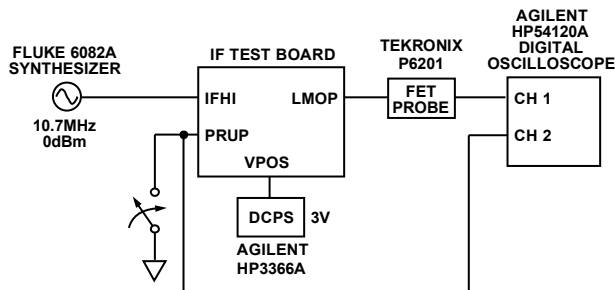 FLUKE 6082A
SYNTHESIZER
10.7MHz
0dBm
IF TEST BOARD
IFHI
LMOP
PRUP
VPOS
DCPS
3V
AGILENT
HP3366A
TEKRONIX
P6201
FET
PROBE
AGILENT
HP54120A
DIGITAL
OSCILLOSCOPE
CH 1
CH 2